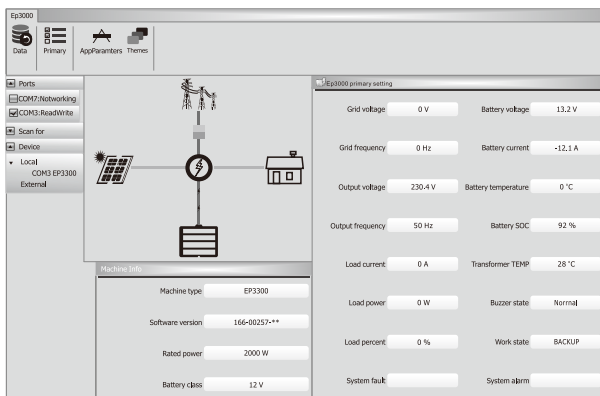 Ep3000
Data Primary AppParamters Themes
Ports
COM7:Notworking
COM3:ReadWrite
Scan for
Device
Local
COM3 EP3300
External
Machine Info
Machine type EP3300
Software version 166-00257-**
Rated power 2000 W
Battery class 12 V
Ep3000 primary setting
Grid voltage 0 V Battery voltage 13.2 V
Grid frequency 0 Hz Battery current -12.1 A
Output voltage 230.4 V Battery temperature 0 °C
Output frequency 50 Hz Battery SOC 92 %
Load current 0 A Transformer TEMP 28 °C
Load power 0 W Buzzer state Norrnal
Load percent 0 % Work state BACKUP
System fault System alarm